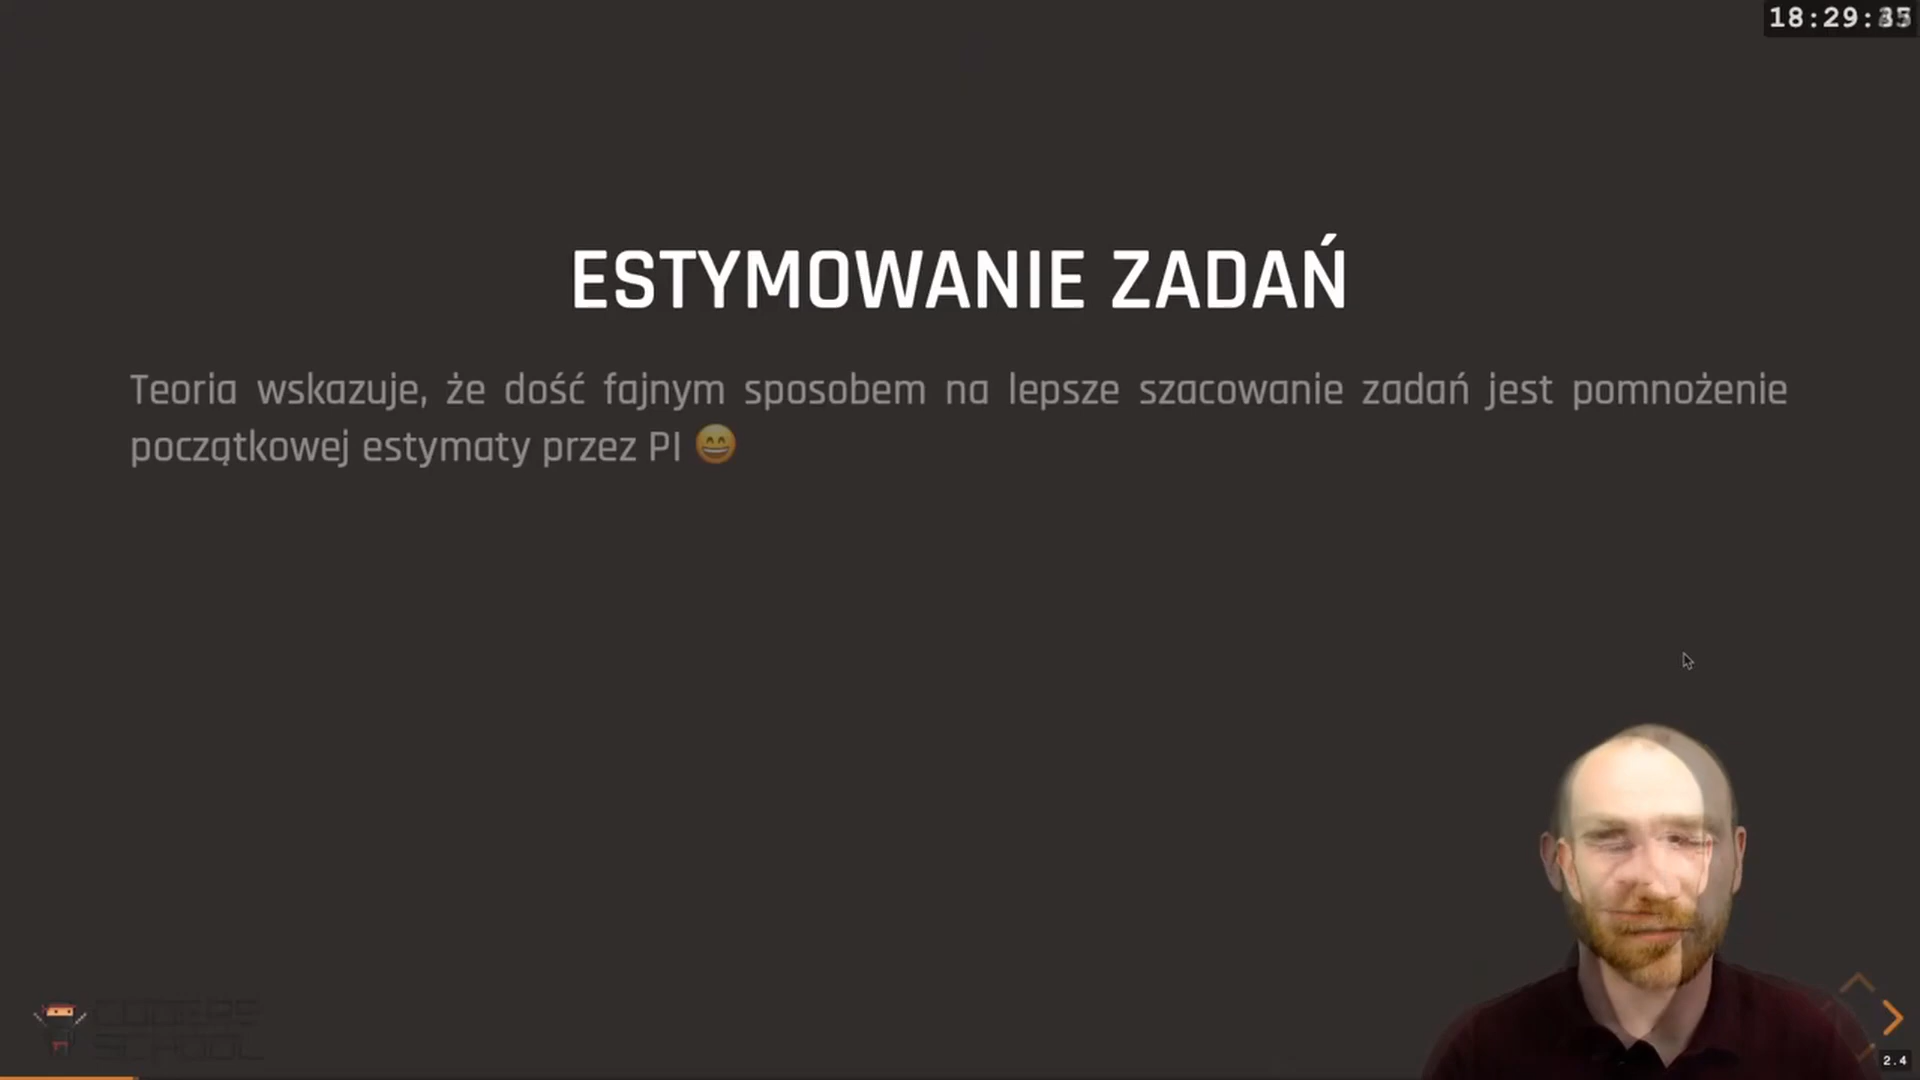 18:29:
ESTYMOWANIE ZADAŃ
Teoria wskazuje, że dość fajnym sposobem na lepsze szacowanie zadań jest pomnożenie
początkowej estymaty przez PI 😄
SCHOOL
2.4